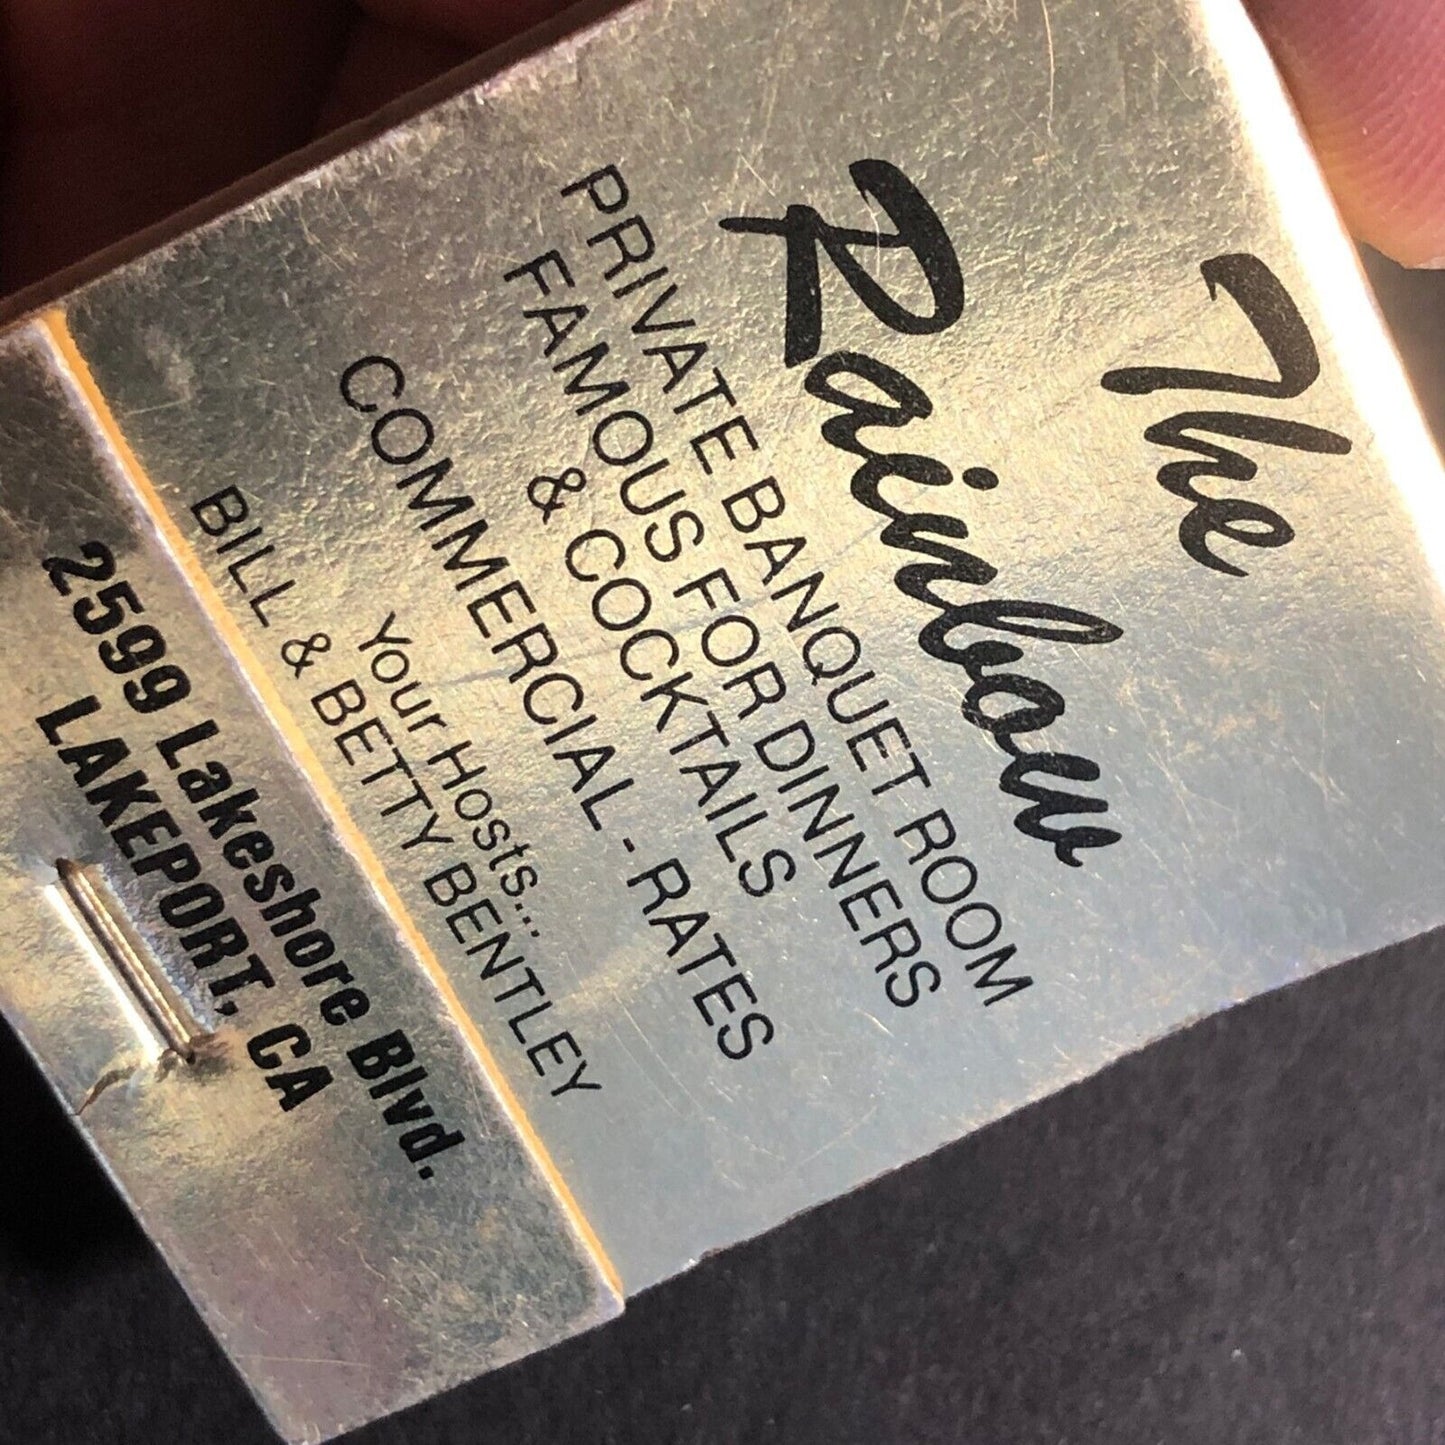 The
Rainbow
PRIVATE BANQUET ROOM
FAMOUS FOR DINNERS
& COCKTAILS
COMMERCIAL - RATES
Your Hosts...
BILL & BETTY BENTLEY
2599 Lakeshore Blvd.
LAKEPORT, CA